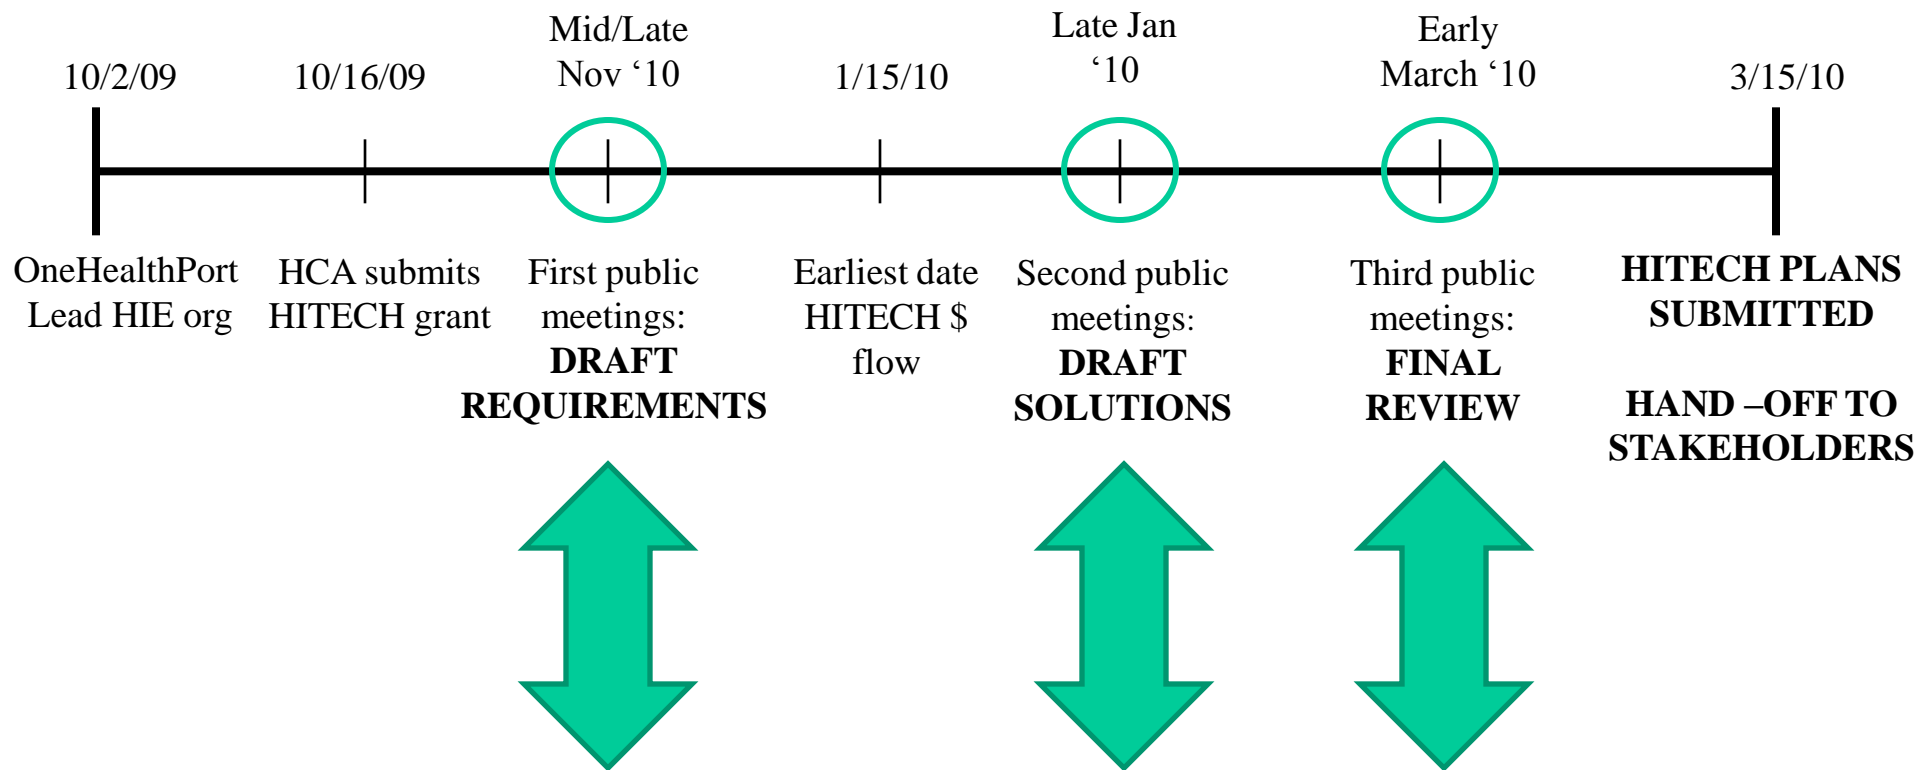 10/2/09
OneHealthPort
Lead HIE org
10/16/09
HCA submits
HITECH grant
Mid/Late
Nov ‘10
First public
meetings:
DRAFT
REQUIREMENTS
1/15/10
Earliest date
HITECH $
flow
Late Jan
‘10
Second public
meetings:
DRAFT
SOLUTIONS
Early
March ‘10
Third public
meetings:
FINAL
REVIEW
3/15/10
HITECH PLANS
SUBMITTED
HAND –OFF TO
STAKEHOLDERS